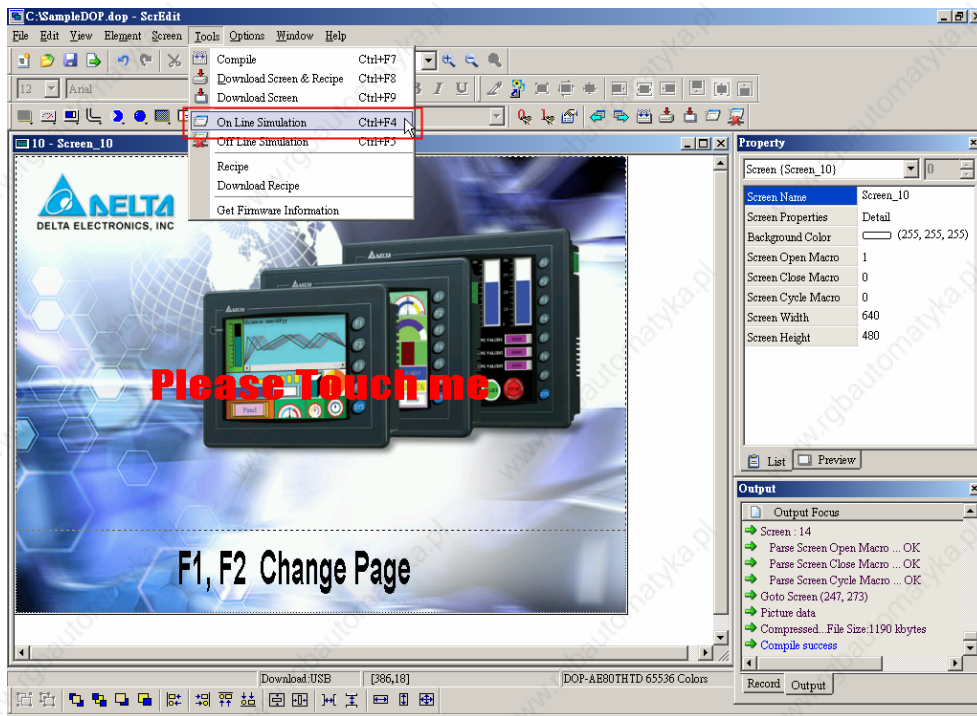 C:\SampleDOP.dop - ScrEdit
File Edit View Element Screen Tools Options Window Help
Compile Ctrl+F7
Download Screen & Recipe Ctrl+F8
Download Screen Ctrl+F9
On Line Simulation Ctrl+F4
Off Line Simulation Ctrl+F5
Recipe
Download Recipe
Get Firmware Information
12 Arial I U
10 - Screen_10
DELTA
DELTA ELECTRONICS, INC
Please Touch me
F1, F2 Change Page
Property
Screen {Screen_10} 0
Screen Name Screen_10
Screen Properties Detail
Background Color (255, 255, 255)
Screen Open Macro 1
Screen Close Macro 0
Screen Cycle Macro 0
Screen Width 640
Screen Height 480
List Preview
Output
Output Focus
Screen : 14
Parse Screen Open Macro ... OK
Parse Screen Close Macro ... OK
Parse Screen Cycle Macro ... OK
Goto Screen (247, 273)
Picture data
Compressed...File Size:1190 kbytes
Compile success
Record Output
Download:USB [386,18] DOP-AE80THTD 65536 Colors
www.rgbautomatyka.pl